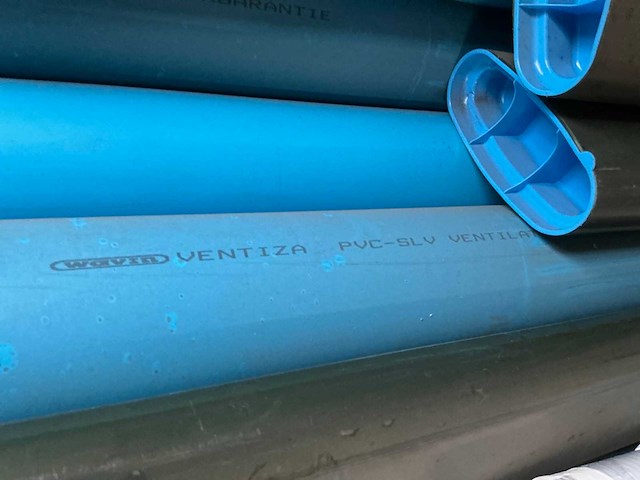 GARANTIE
wavin VENTIZA PVC-SLV VENTILA